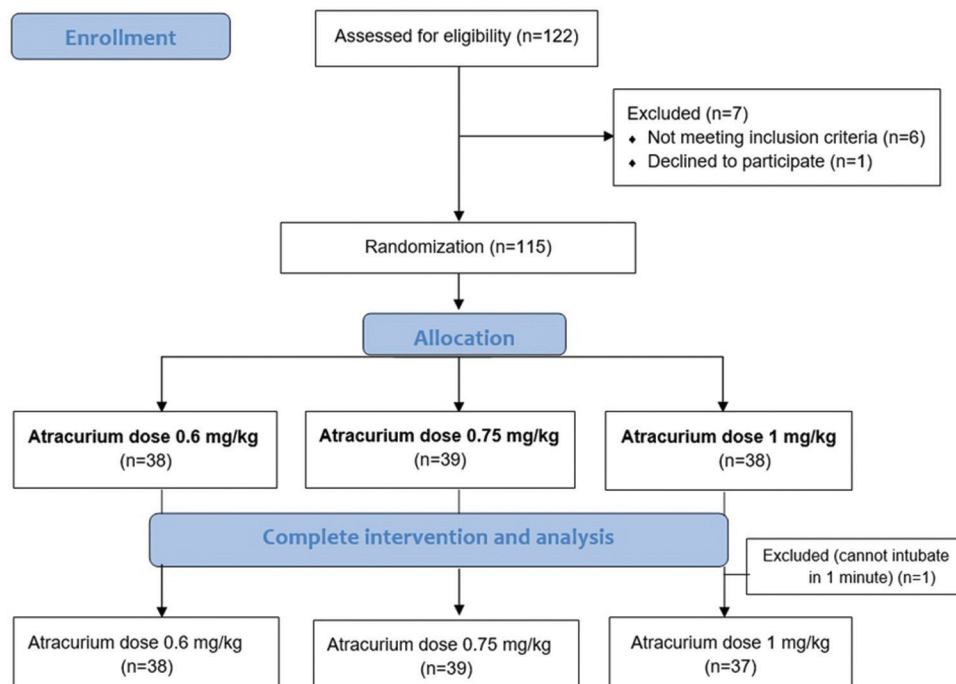 Enrollment
Assessed for eligibility (n=122)
Excluded (n=7)
♦ Not meeting inclusion criteria (n=6)
♦ Declined to participate (n=1)
Randomization (n=115)
Allocation
Atracurium dose 0.6 mg/kg
(n=38)
Atracurium dose 0.75 mg/kg
(n=39)
Atracurium dose 1 mg/kg
(n=38)
Complete intervention and analysis
Excluded (cannot intubate
in 1 minute) (n=1)
Atracurium dose 0.6 mg/kg
(n=38)
Atracurium dose 0.75 mg/kg
(n=39)
Atracurium dose 1 mg/kg
(n=37)